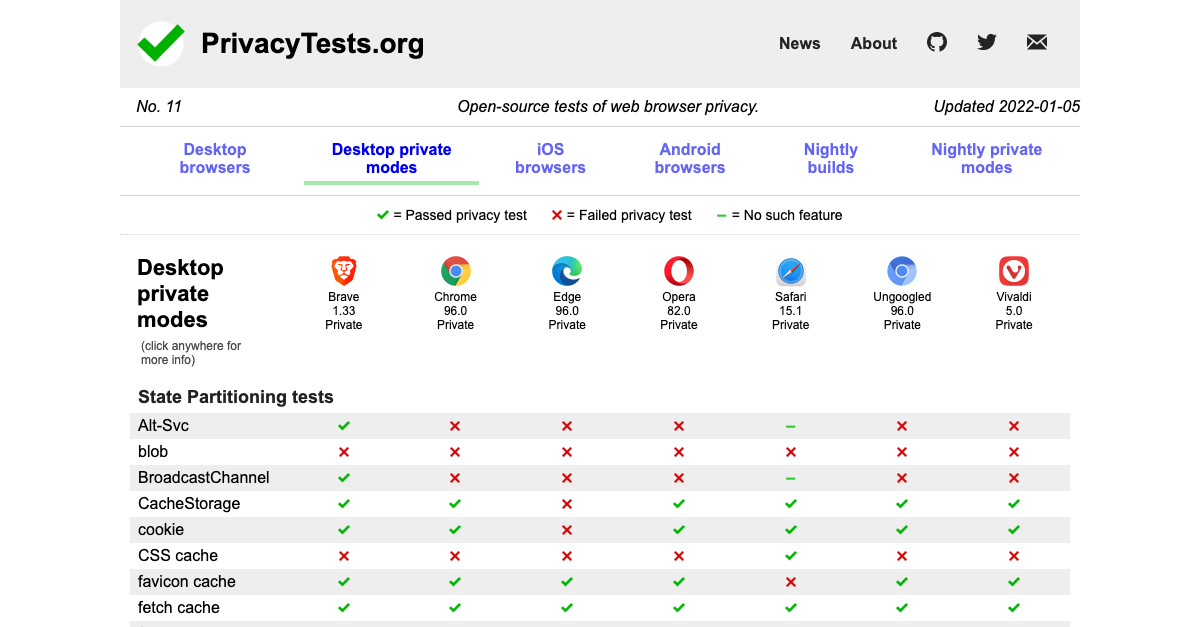 PrivacyTests.org
News About
No. 11 Open-source tests of web browser privacy. Updated 2022-01-05
Desktop browsers Desktop private modes iOS browsers Android browsers Nightly builds Nightly private modes
✓ = Passed privacy test ✕ = Failed privacy test – = No such feature
Desktop
private
modes
(click anywhere for
more info)
Brave Chrome Edge Opera Safari Ungoogled Vivaldi
1.33 96.0 96.0 82.0 15.1 96.0 5.0
Private Private Private Private Private Private Private
State Partitioning tests
Alt-Svc
blob
BroadcastChannel
CacheStorage
cookie
CSS cache
favicon cache
fetch cache